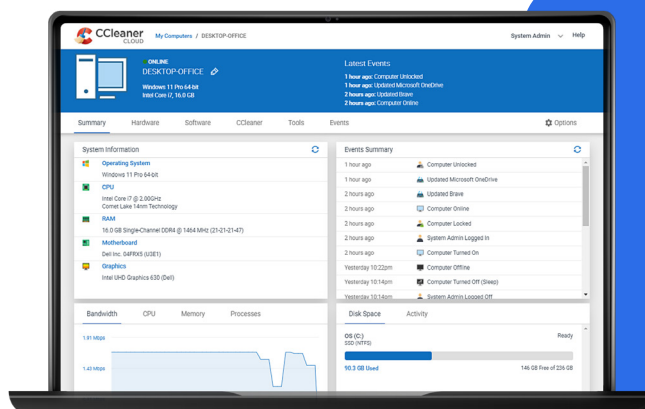 CCleaner
CLOUD
My Computers / DESKTOP-OFFICE
System Admin
Help
ONLINE
DESKTOP-OFFICE
Windows 11 Pro 64-bit
Intel Core i7, 16.0 GB
Latest Events
1 hour ago: Computer Unlocked
1 hour ago: Updated Microsoft OneDrive
2 hours ago: Updated Brave
2 hours ago: Computer Online
Summary Hardware Software CCleaner Tools Events Options
System Information
Operating System
Windows 11 Pro 64-bit
CPU
Intel Core i7 @ 2.00GHz
Comet Lake 14nm Technology
RAM
16.0 GB Single-Channel DDR4 @ 1464 MHz (21-21-21-47)
Motherboard
Dell Inc. 04FRX5 (U3E1)
Graphics
Intel UHD Graphics 630 (Dell)
Events Summary
1 hour ago Computer Unlocked
1 hour ago Updated Microsoft OneDrive
2 hours ago Updated Brave
2 hours ago Computer Online
2 hours ago Computer Locked
2 hours ago System Admin Logged In
2 hours ago Computer Turned On
Yesterday 10:22pm Computer Offline
Yesterday 10:14pm Computer Turned Off (Sleep)
Yesterday 10:14pm System Admin Logged Off
Bandwidth CPU Memory Processes
1.91 Mbps
1.43 Mbps
Disk Space Activity
OS (C:) Ready
SSD (NTFS)
90.3 GB Used 146 GB Free of 236 GB